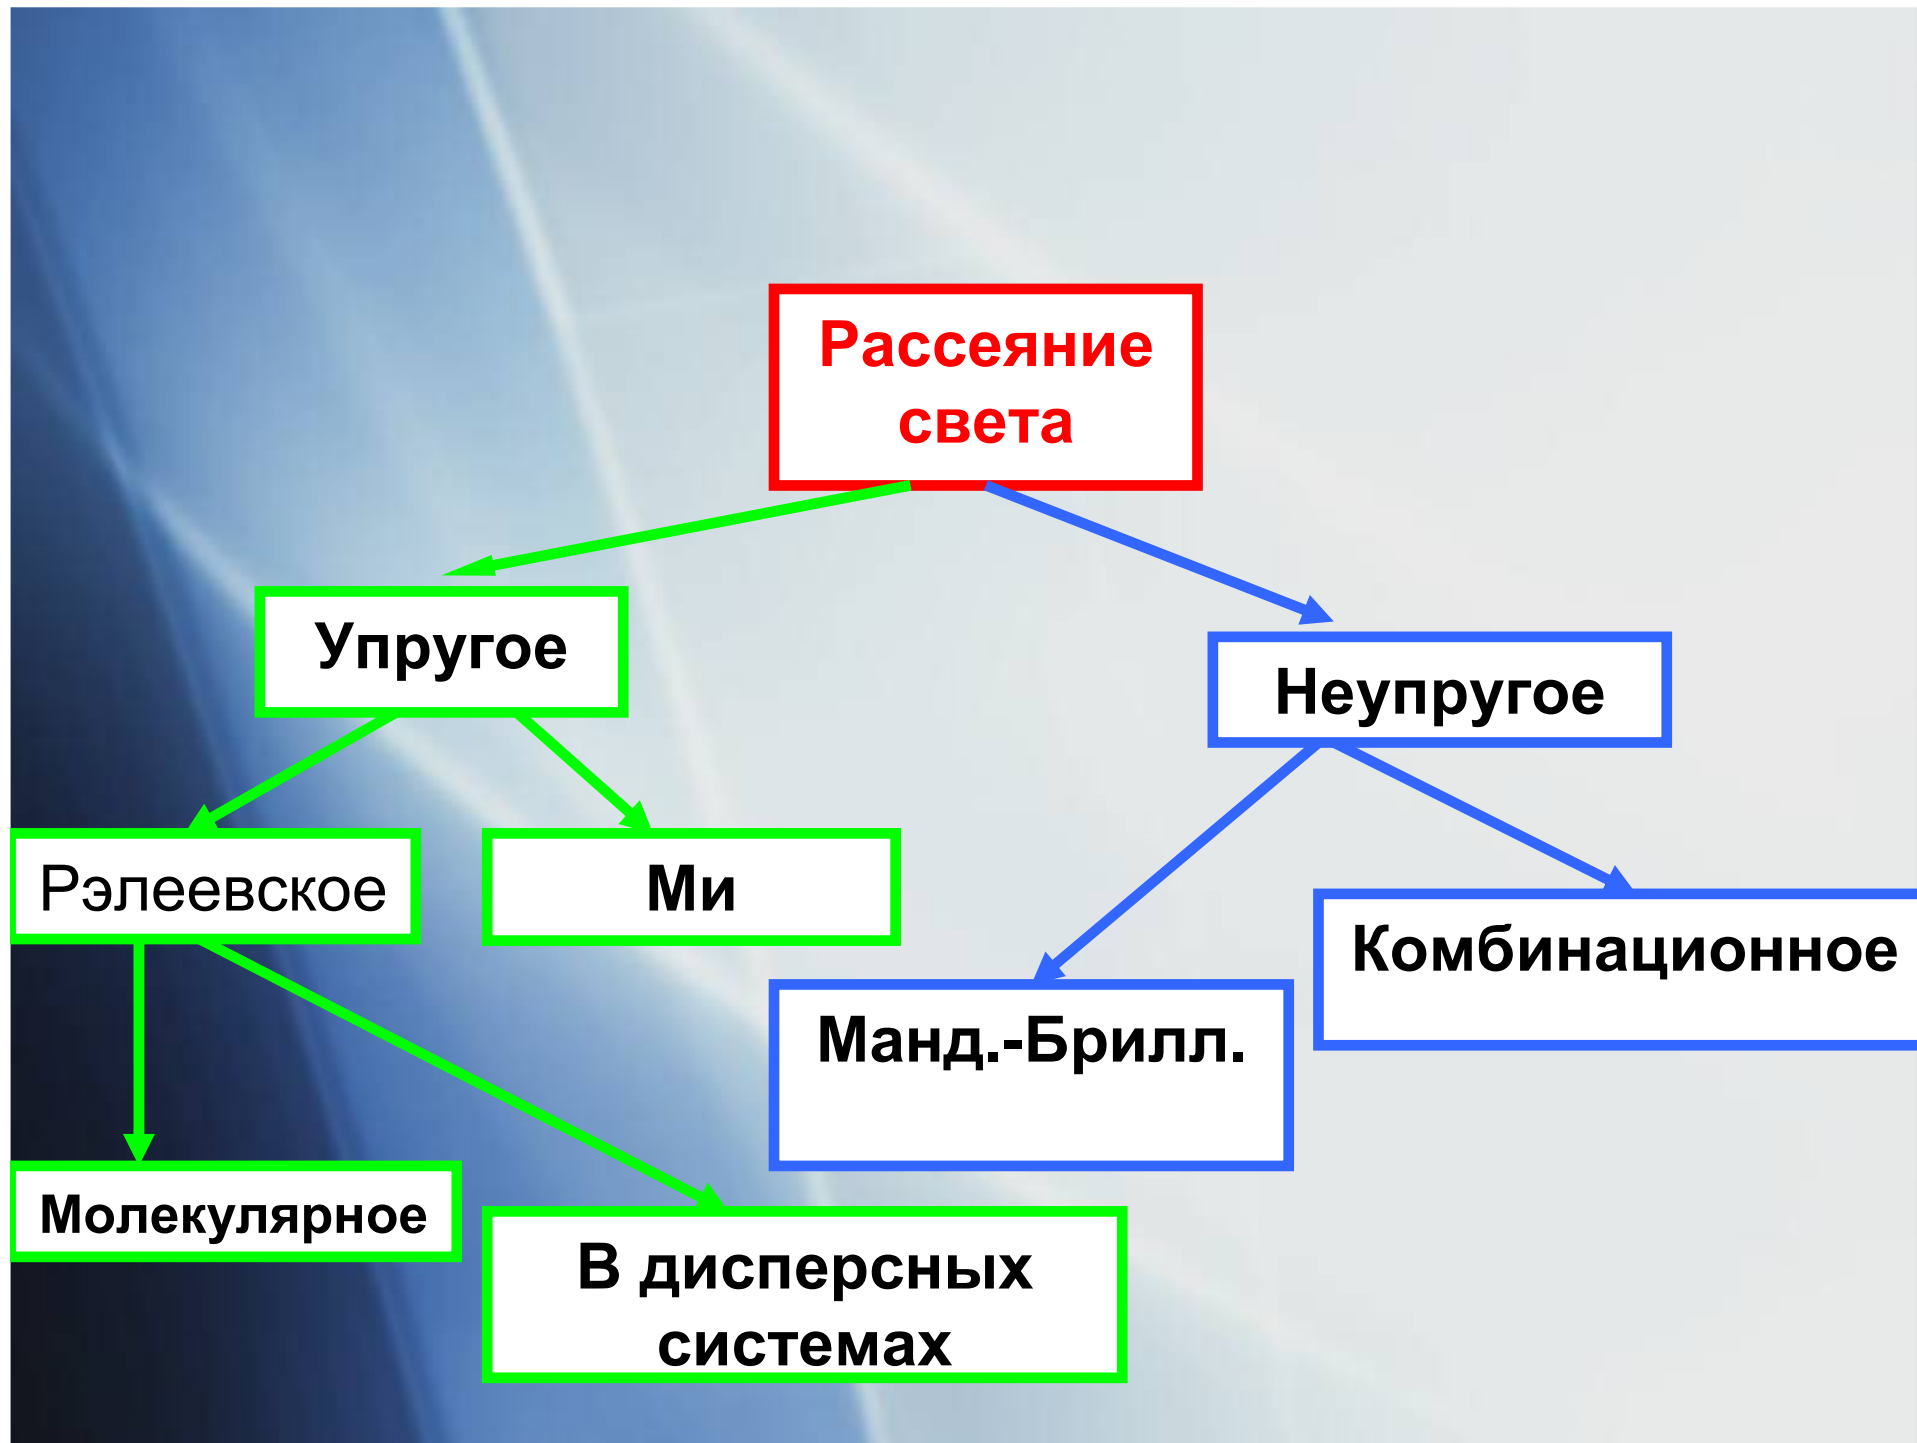 Рассеяние
света
Упругое
Неупругое
Рэлеевское
Ми
Комбинационное
Манд.-Брилл.
Молекулярное
В дисперсных
системах